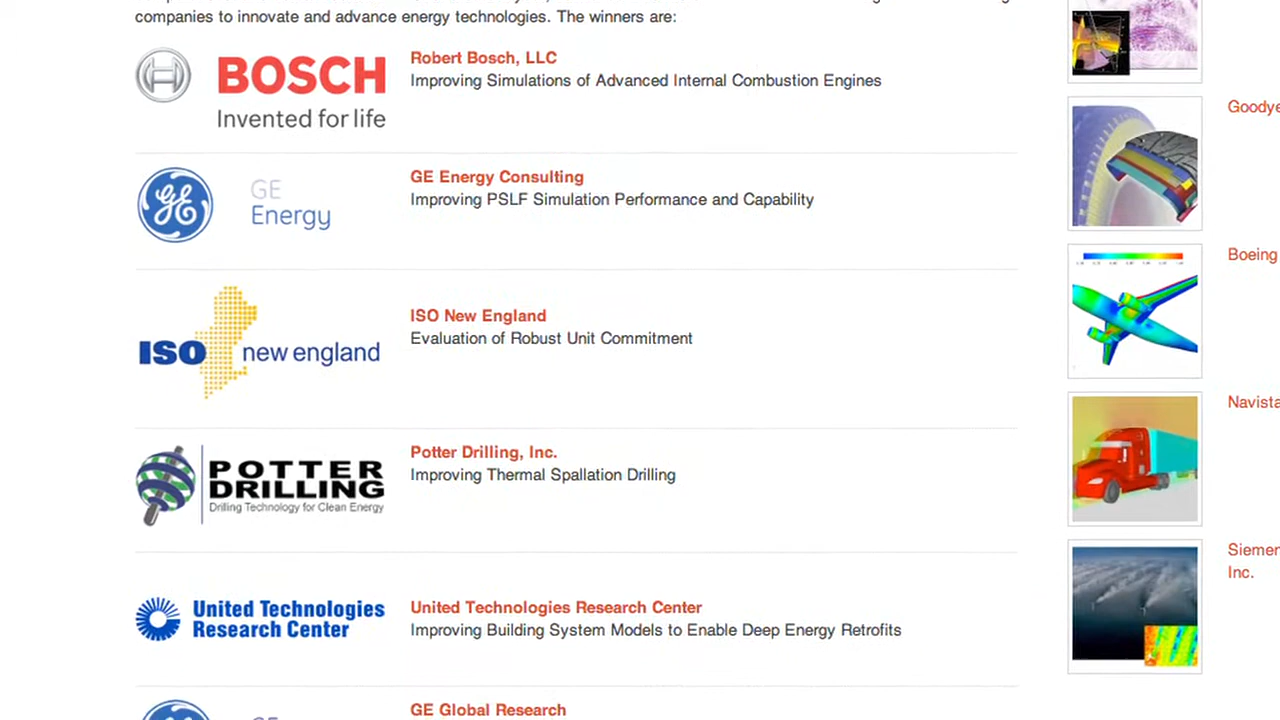 companies to innovate and advance energy technologies. The winners are:
BOSCH
Invented for life
Robert Bosch, LLC
Improving Simulations of Advanced Internal Combustion Engines
GE
GE
Energy
GE Energy Consulting
Improving PSLF Simulation Performance and Capability
ISO new england
ISO New England
Evaluation of Robust Unit Commitment
POTTER
DRILLING
Drilling Technology for Clean Energy
Potter Drilling, Inc.
Improving Thermal Spallation Drilling
United Technologies
Research Center
United Technologies Research Center
Improving Building System Models to Enable Deep Energy Retrofits
GE Global Research
Goodye
Boeing
Navista
Siemen
Inc.